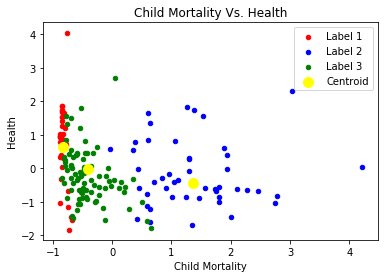 Child Mortality Vs. Health
Label 1
Label 2
Label 3
Centroid
Health
4
3
2
1
0
−1
−2
−1
0
1
2
3
4
Child Mortality